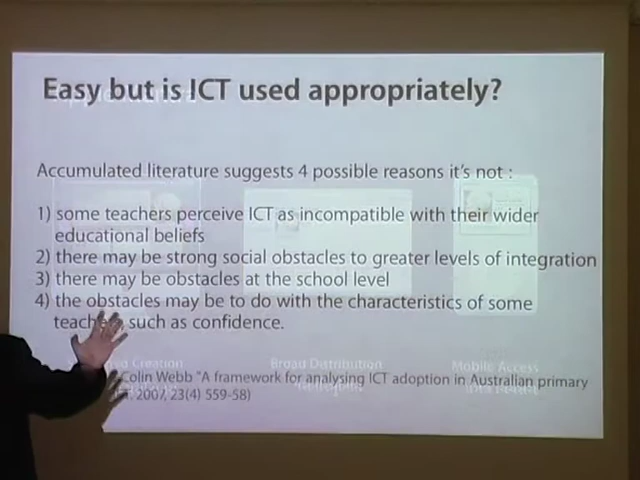 Easy but is ICT used appropriately?
Accumulated literature suggests 4 possible reasons it's not :
1) some teachers perceive ICT as incompatible with their wider
educational beliefs
2) there may be strong social obstacles to greater levels of integration
3) there may be obstacles at the school level
4) the obstacles may be to do with the characteristics of some
teachers such as confidence.
Creation
Broad Distribution
Mobile Access
Colin Webb "A framework for analysing ICT adoption in Australian primary
2007, 23(4) 559-58)